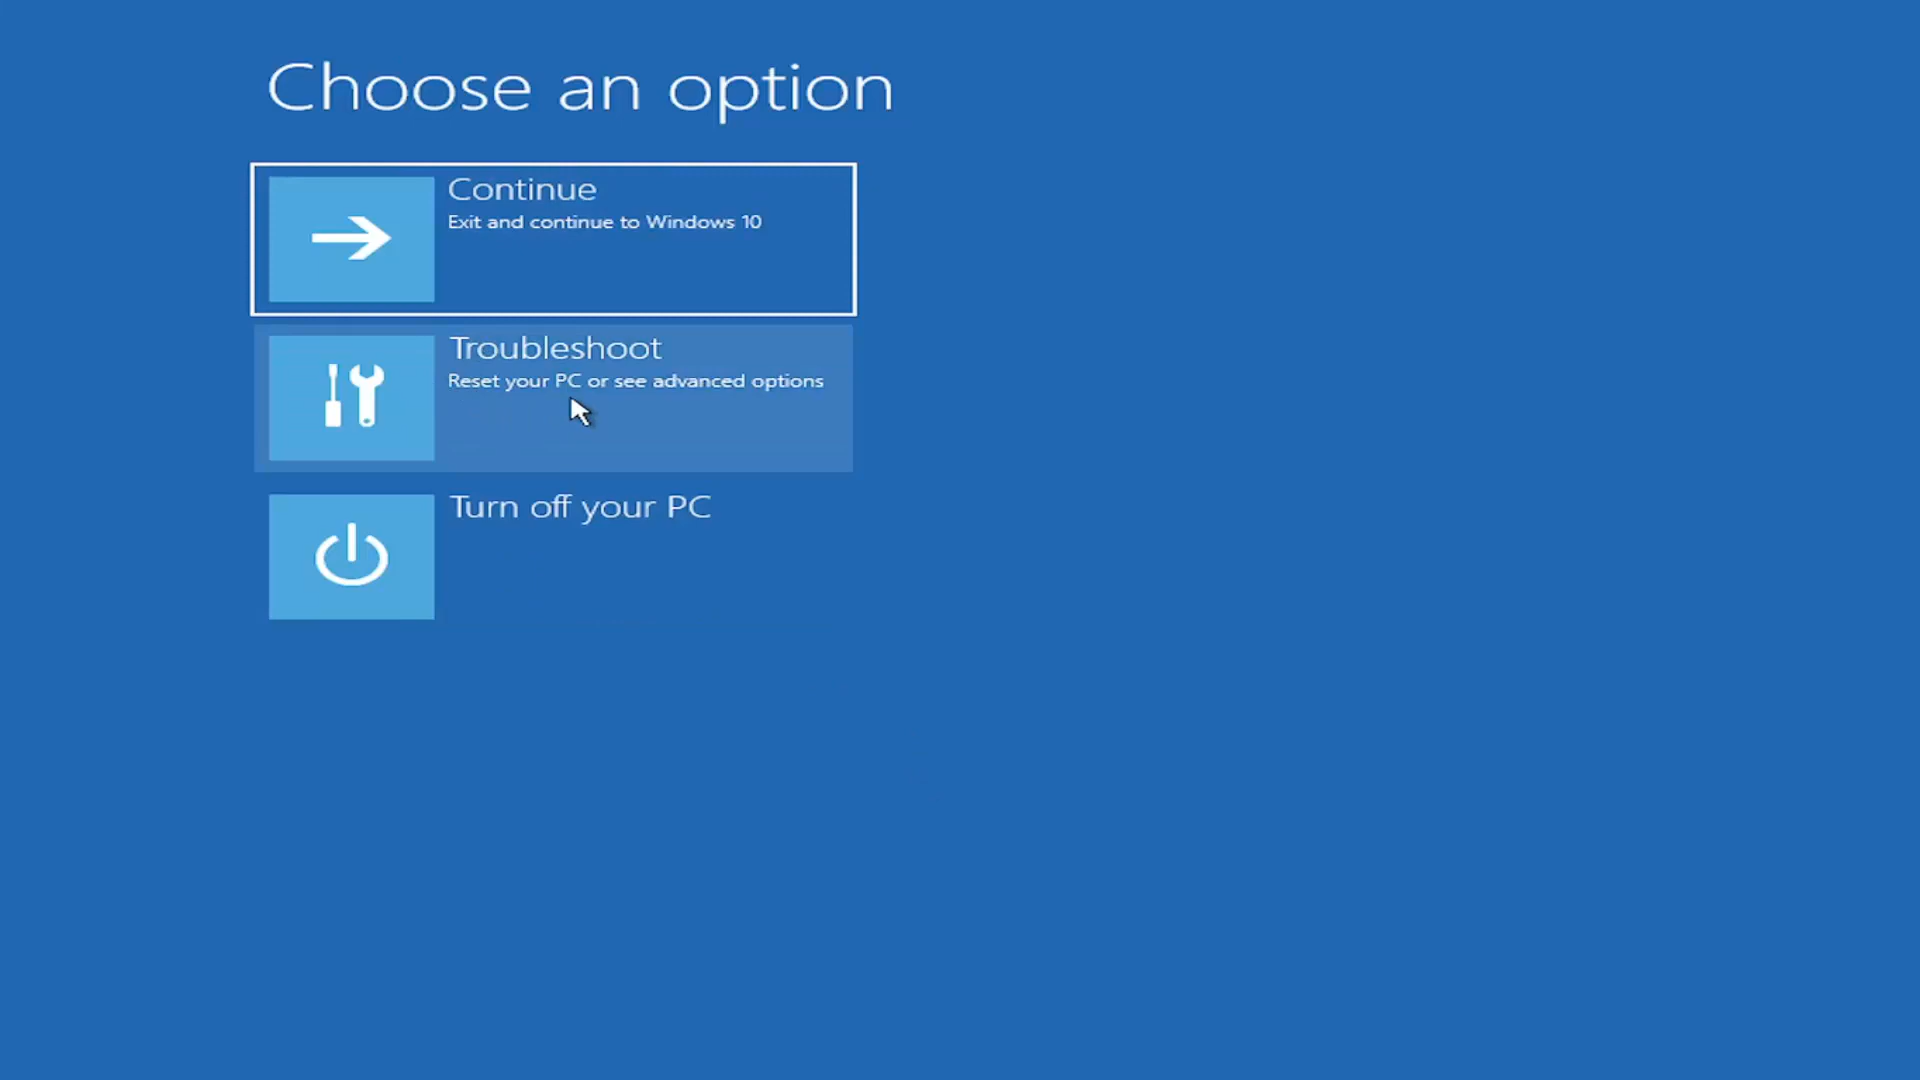 Choose an option
Continue
Exit and continue to Windows 10
Troubleshoot
Reset your PC or see advanced options
Turn off your PC